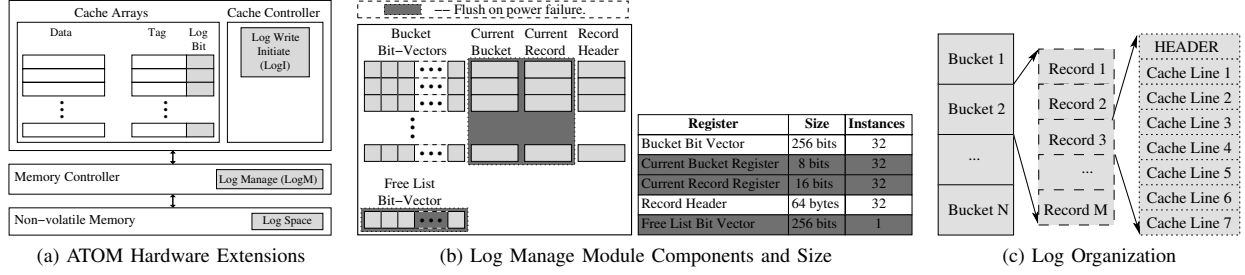 Cache Arrays
Cache Controller
Data
Tag
Log
Bit
Log Write
Initiate
(LogI)
Memory Controller
Log Manage (LogM)
Non−volatile Memory
Log Space
(a) ATOM Hardware Extensions
−− Flush on power failure.
Bucket
Bit−Vectors
Current
Bucket
Current
Record
Record
Header
Free List
Bit−Vector
Register Size Instances
Bucket Bit Vector 256 bits 32
Current Bucket Register 8 bits 32
Current Record Register 16 bits 32
Record Header 64 bytes 32
Free List Bit Vector 256 bits 1
(b) Log Manage Module Components and Size
Bucket 1
Bucket 2
...
Bucket N
Record 1
Record 2
Record 3
...
Record M
HEADER
Cache Line 1
Cache Line 2
Cache Line 3
Cache Line 4
Cache Line 5
Cache Line 6
Cache Line 7
(c) Log Organization